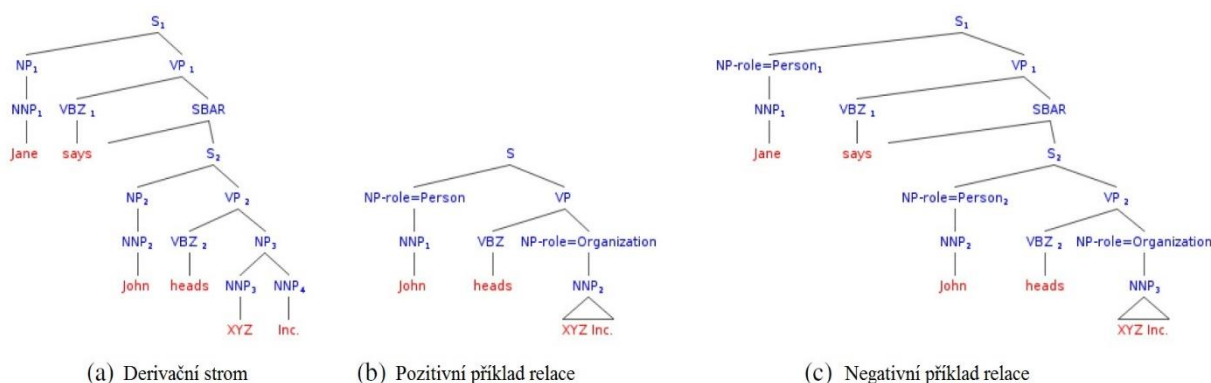 S₁ S₁
NP₁ VP₁ NP-role=Person₁ VP₁
NNP₁ VBZ₁ SBAR NNP₁ VBZ₁ SBAR
Jane says S₂ S Jane says S₂
NP₂ VP₂ NP-role=Person VP NP-role=Person₂ VP₂
NNP₂ VBZ₂ NP₃ NNP₁ VBZ NP-role=Organization NNP₂ VBZ₂ NP-role=Organization
John heads NNP₃ NNP₄ John heads NNP₂ John heads NNP₃
XYZ Inc. XYZ Inc. XYZ Inc.
(a) Derivační strom (b) Pozitivní příklad relace (c) Negativní příklad relace